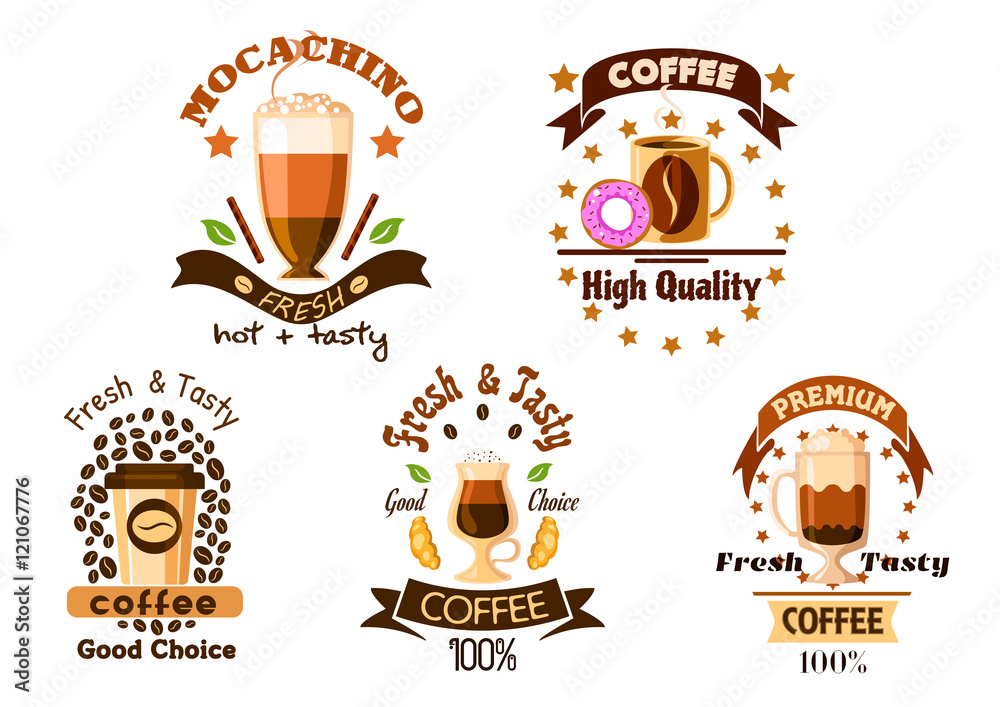 MOCACHINO
FRESH
hot + tasty
COFFEE
High Quality
Fresh & Tasty
coffee
Good Choice
Fresh & Tasty
Good Choice
COFFEE
100%
PREMIUM
Fresh Tasty
COFFEE
100%
Adobe Stock | #121067776